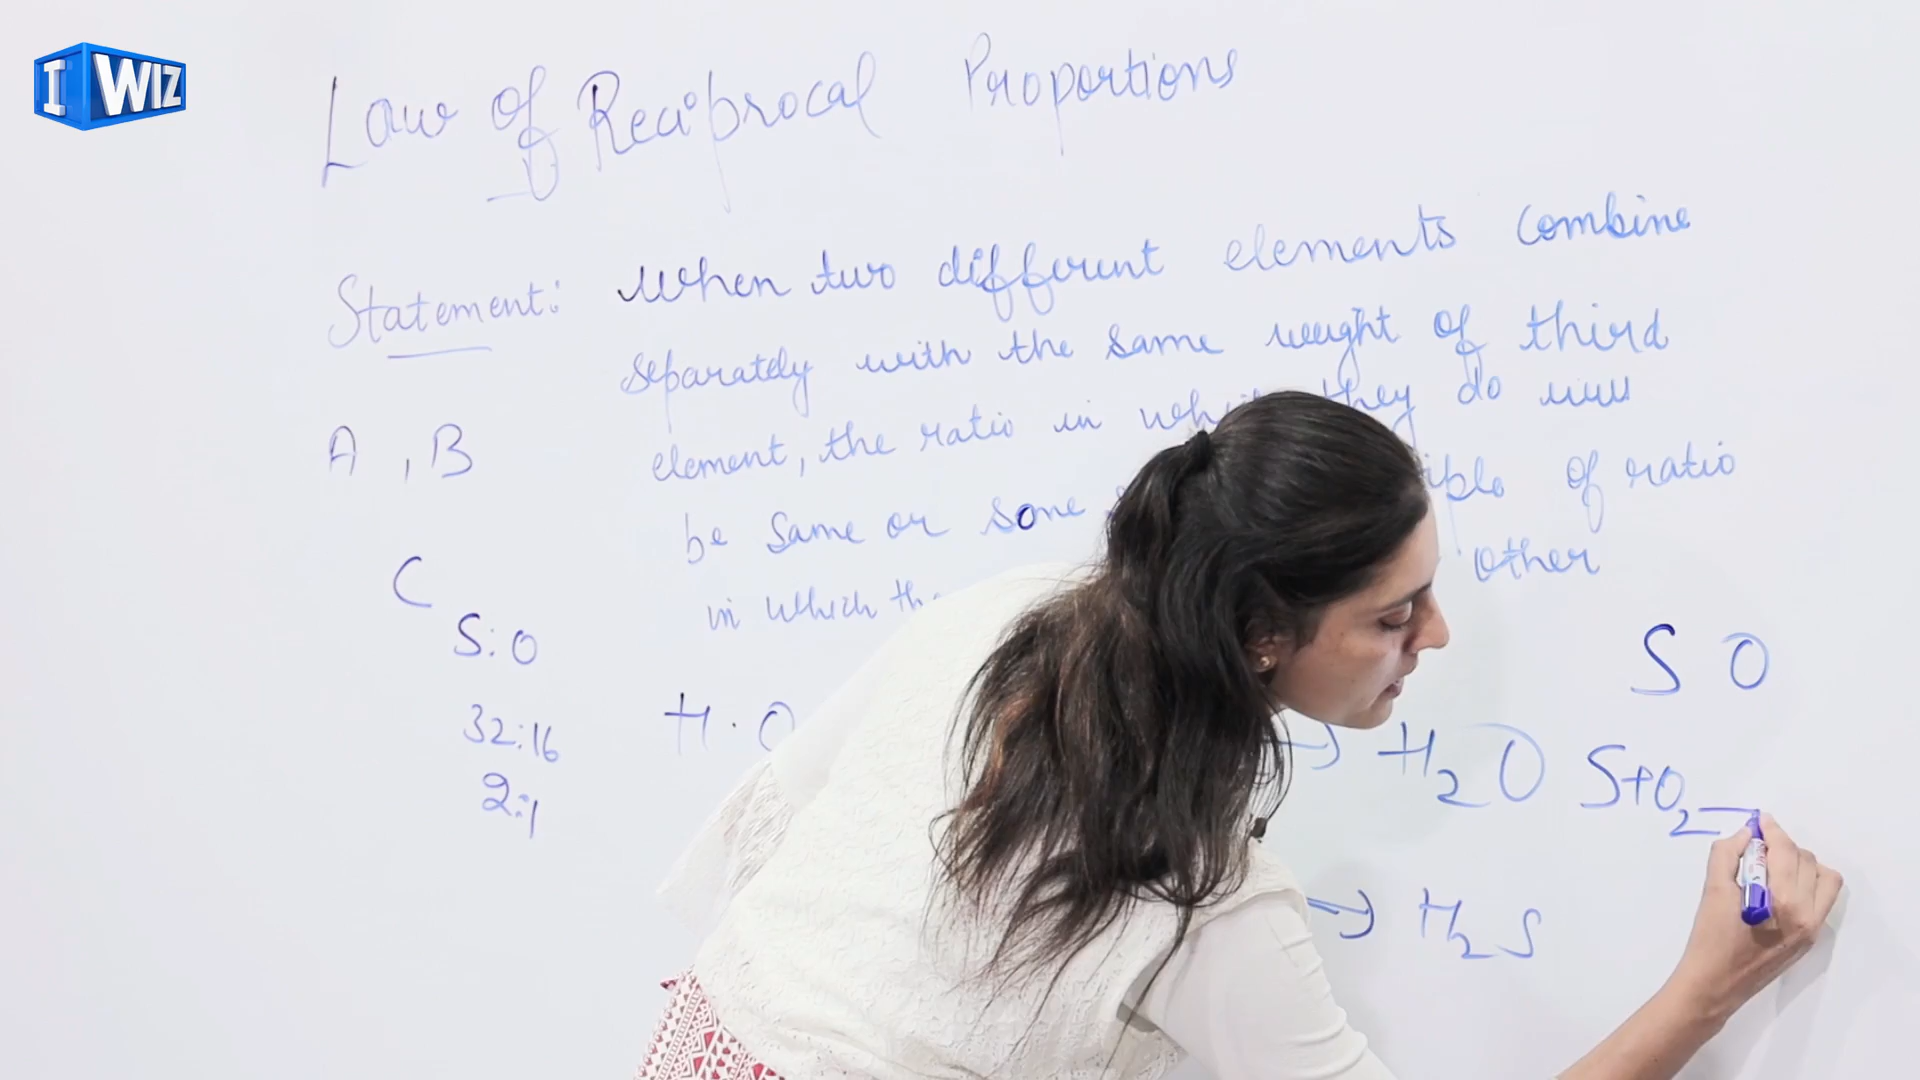 I WIZ
Law of Reciprocal Proportions
Statement: When two different elements combine
separately with the same weight of third
element, the ratio in they do will
be same or some of ratio
in which other
A , B
C
S:O
32:16
2:1
H . O
→ H2O
→ H2S
S O
S+O2